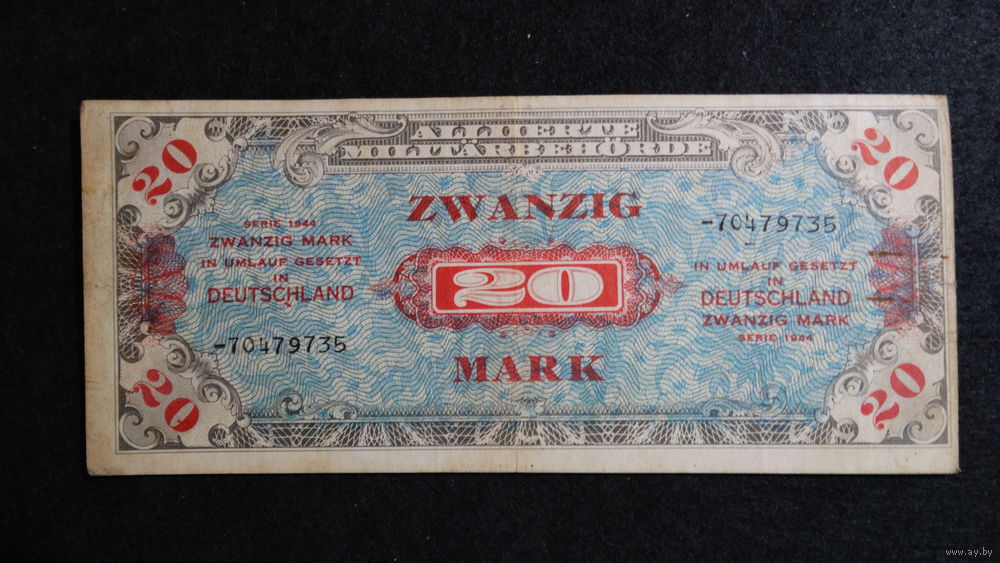 ALLIIERTE
MILITÄRBEHÖRDE
20
20
ZWANZIG
SERIE 1944
ZWANZIG MARK
IN UMLAUF GESETZT
IN
DEUTSCHLAND
-70479735
20
-70479735
IN UMLAUF GESETZT
IN
DEUTSCHLAND
ZWANZIG MARK
SERIE 1944
MARK
20
20
www.ay.by